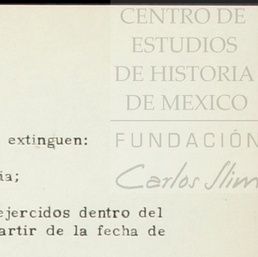 CENTRO DE
ESTUDIOS
DE HISTORIA
DE MEXICO
FUNDACIÓN
Carlos Slim
extinguen:
ia;
ejercidos dentro del
artir de la fecha de